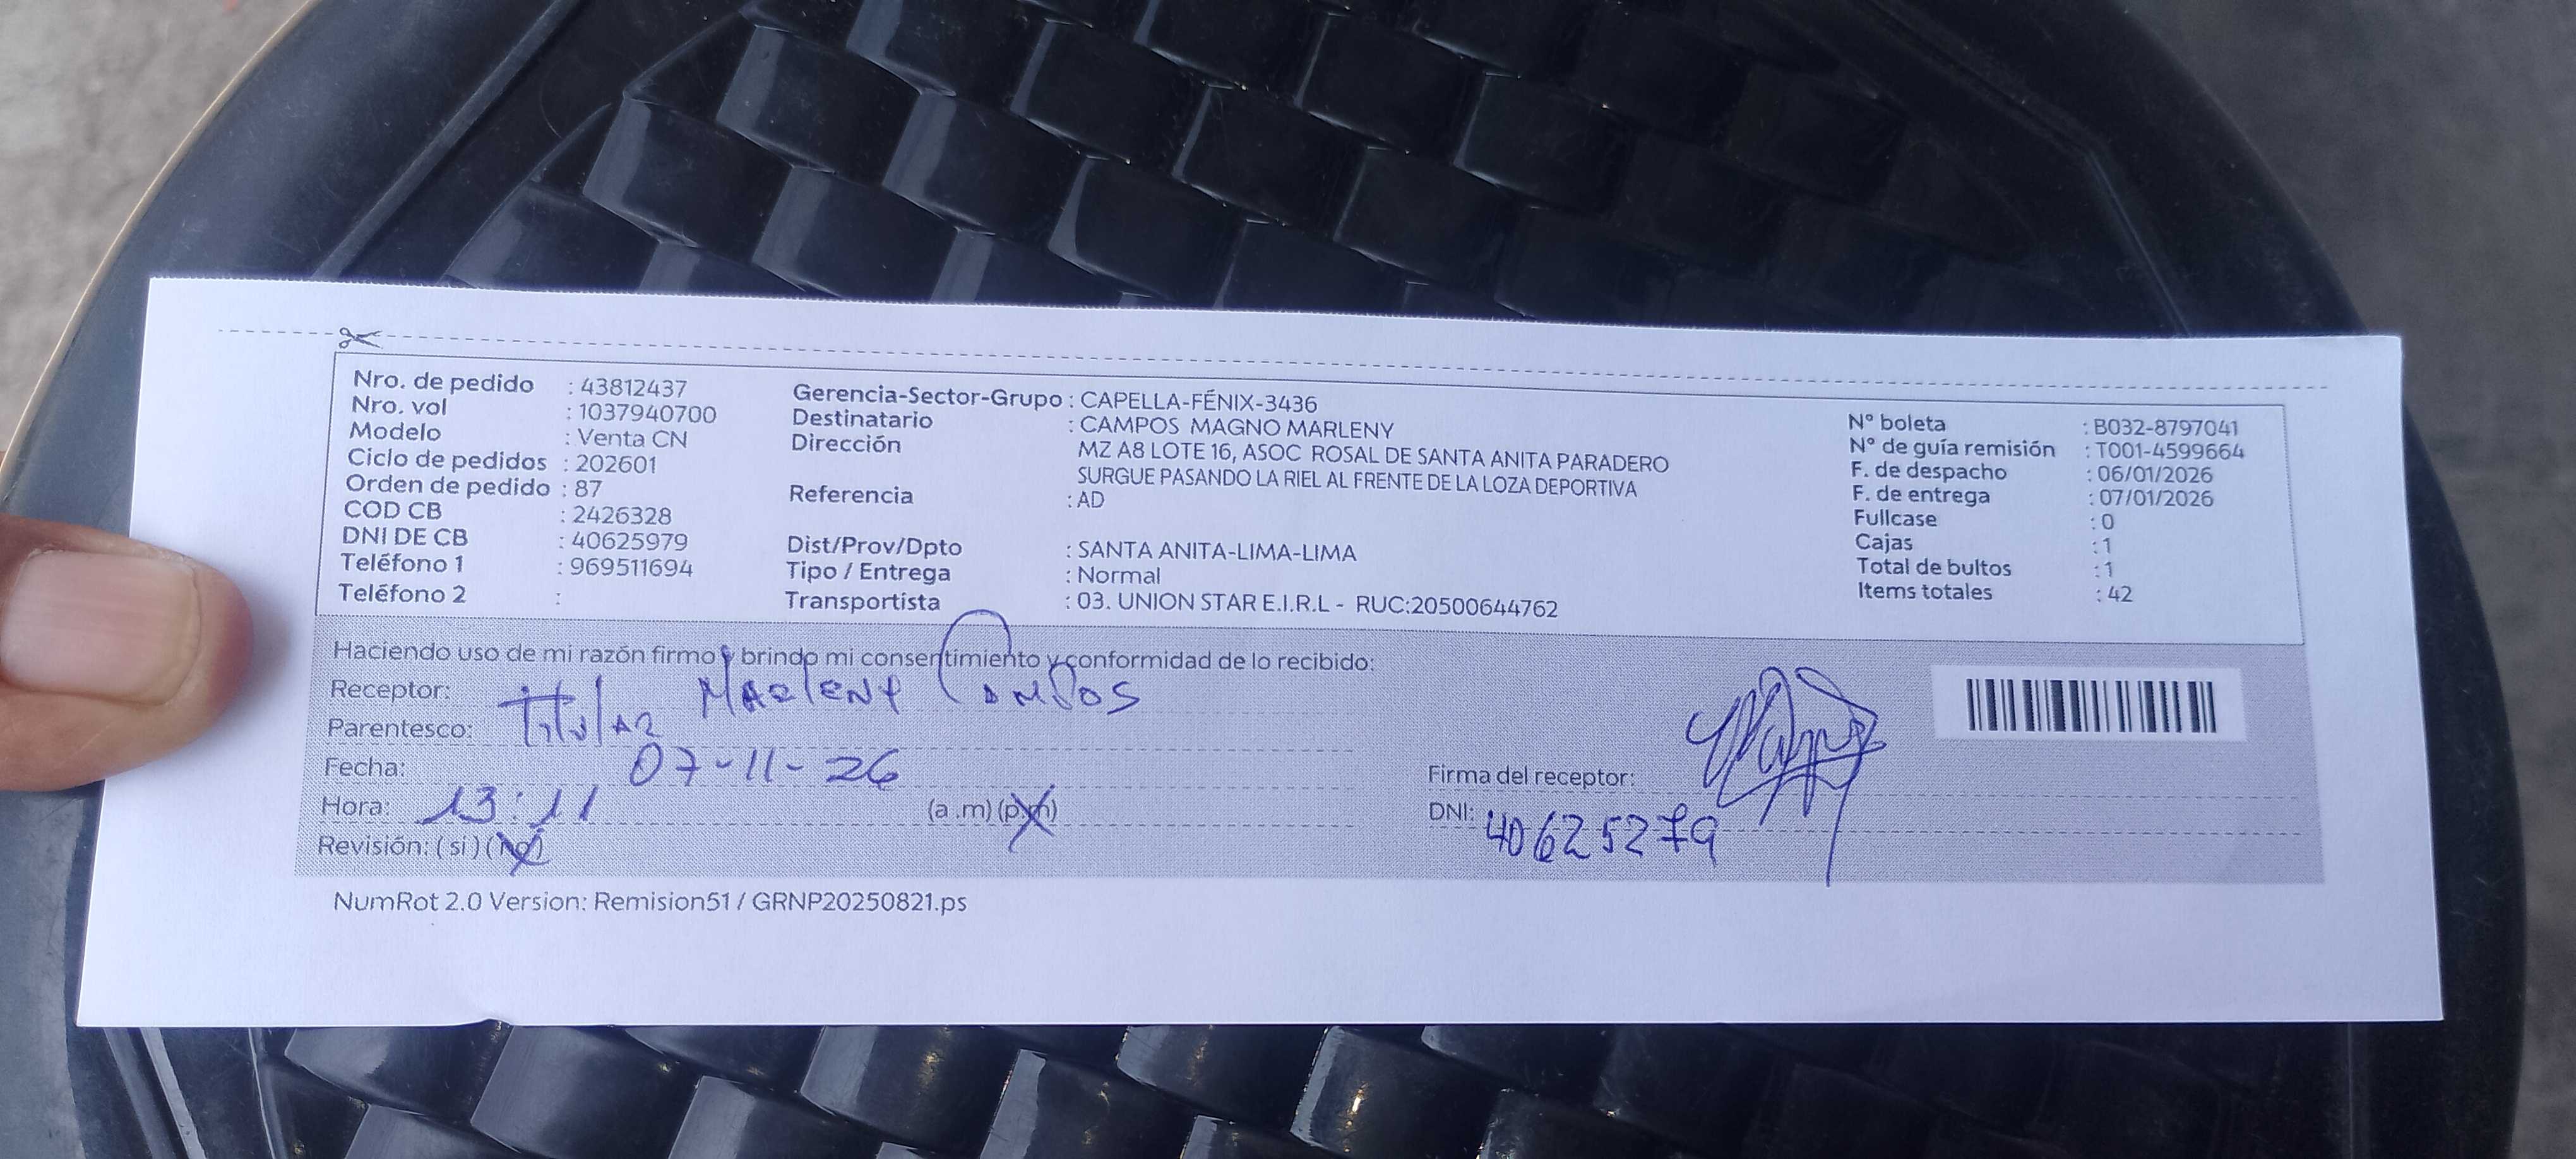 Nro. de pedido : 43812437
Nro. vol : 1037940700
Modelo : Venta CN
Ciclo de pedidos : 202601
Orden de pedido : 87
COD CB : 2426328
DNI DE CB : 40625979
Teléfono 1 : 969511694
Teléfono 2 :
Gerencia-Sector-Grupo : CAPELLA-FÉNIX-3436
Destinatario : CAMPOS MAGNO MARLENY
Dirección MZ A8 LOTE 16, ASOC ROSAL DE SANTA ANITA PARADERO
SURGUE PASANDO LA RIEL AL FRENTE DE LA LOZA DEPORTIVA
Referencia : AD
Dist/Prov/Dpto : SANTA ANITA-LIMA-LIMA
Tipo / Entrega : Normal
Transportista : 03. UNION STAR E.I.R.L - RUC:20500644762
N° boleta : B032-8797041
N° de guía remisión : T001-4599664
F. de despacho : 06/01/2026
F. de entrega : 07/01/2026
Fullcase : 0
Cajas : 1
Total de bultos : 1
Items totales : 42
Haciendo uso de mi razón firmo y brindo mi consentimiento y conformidad de lo recibido:
Receptor: Marleny Campos
Parentesco: Titular
Fecha: 07-11-26
Hora: 13:11 (a.m) (p.m)
Revisión: (si) (no)
Firma del receptor:
DNI: 40625279
NumRot 2.0 Version: Remision51 / GRNP20250821.ps